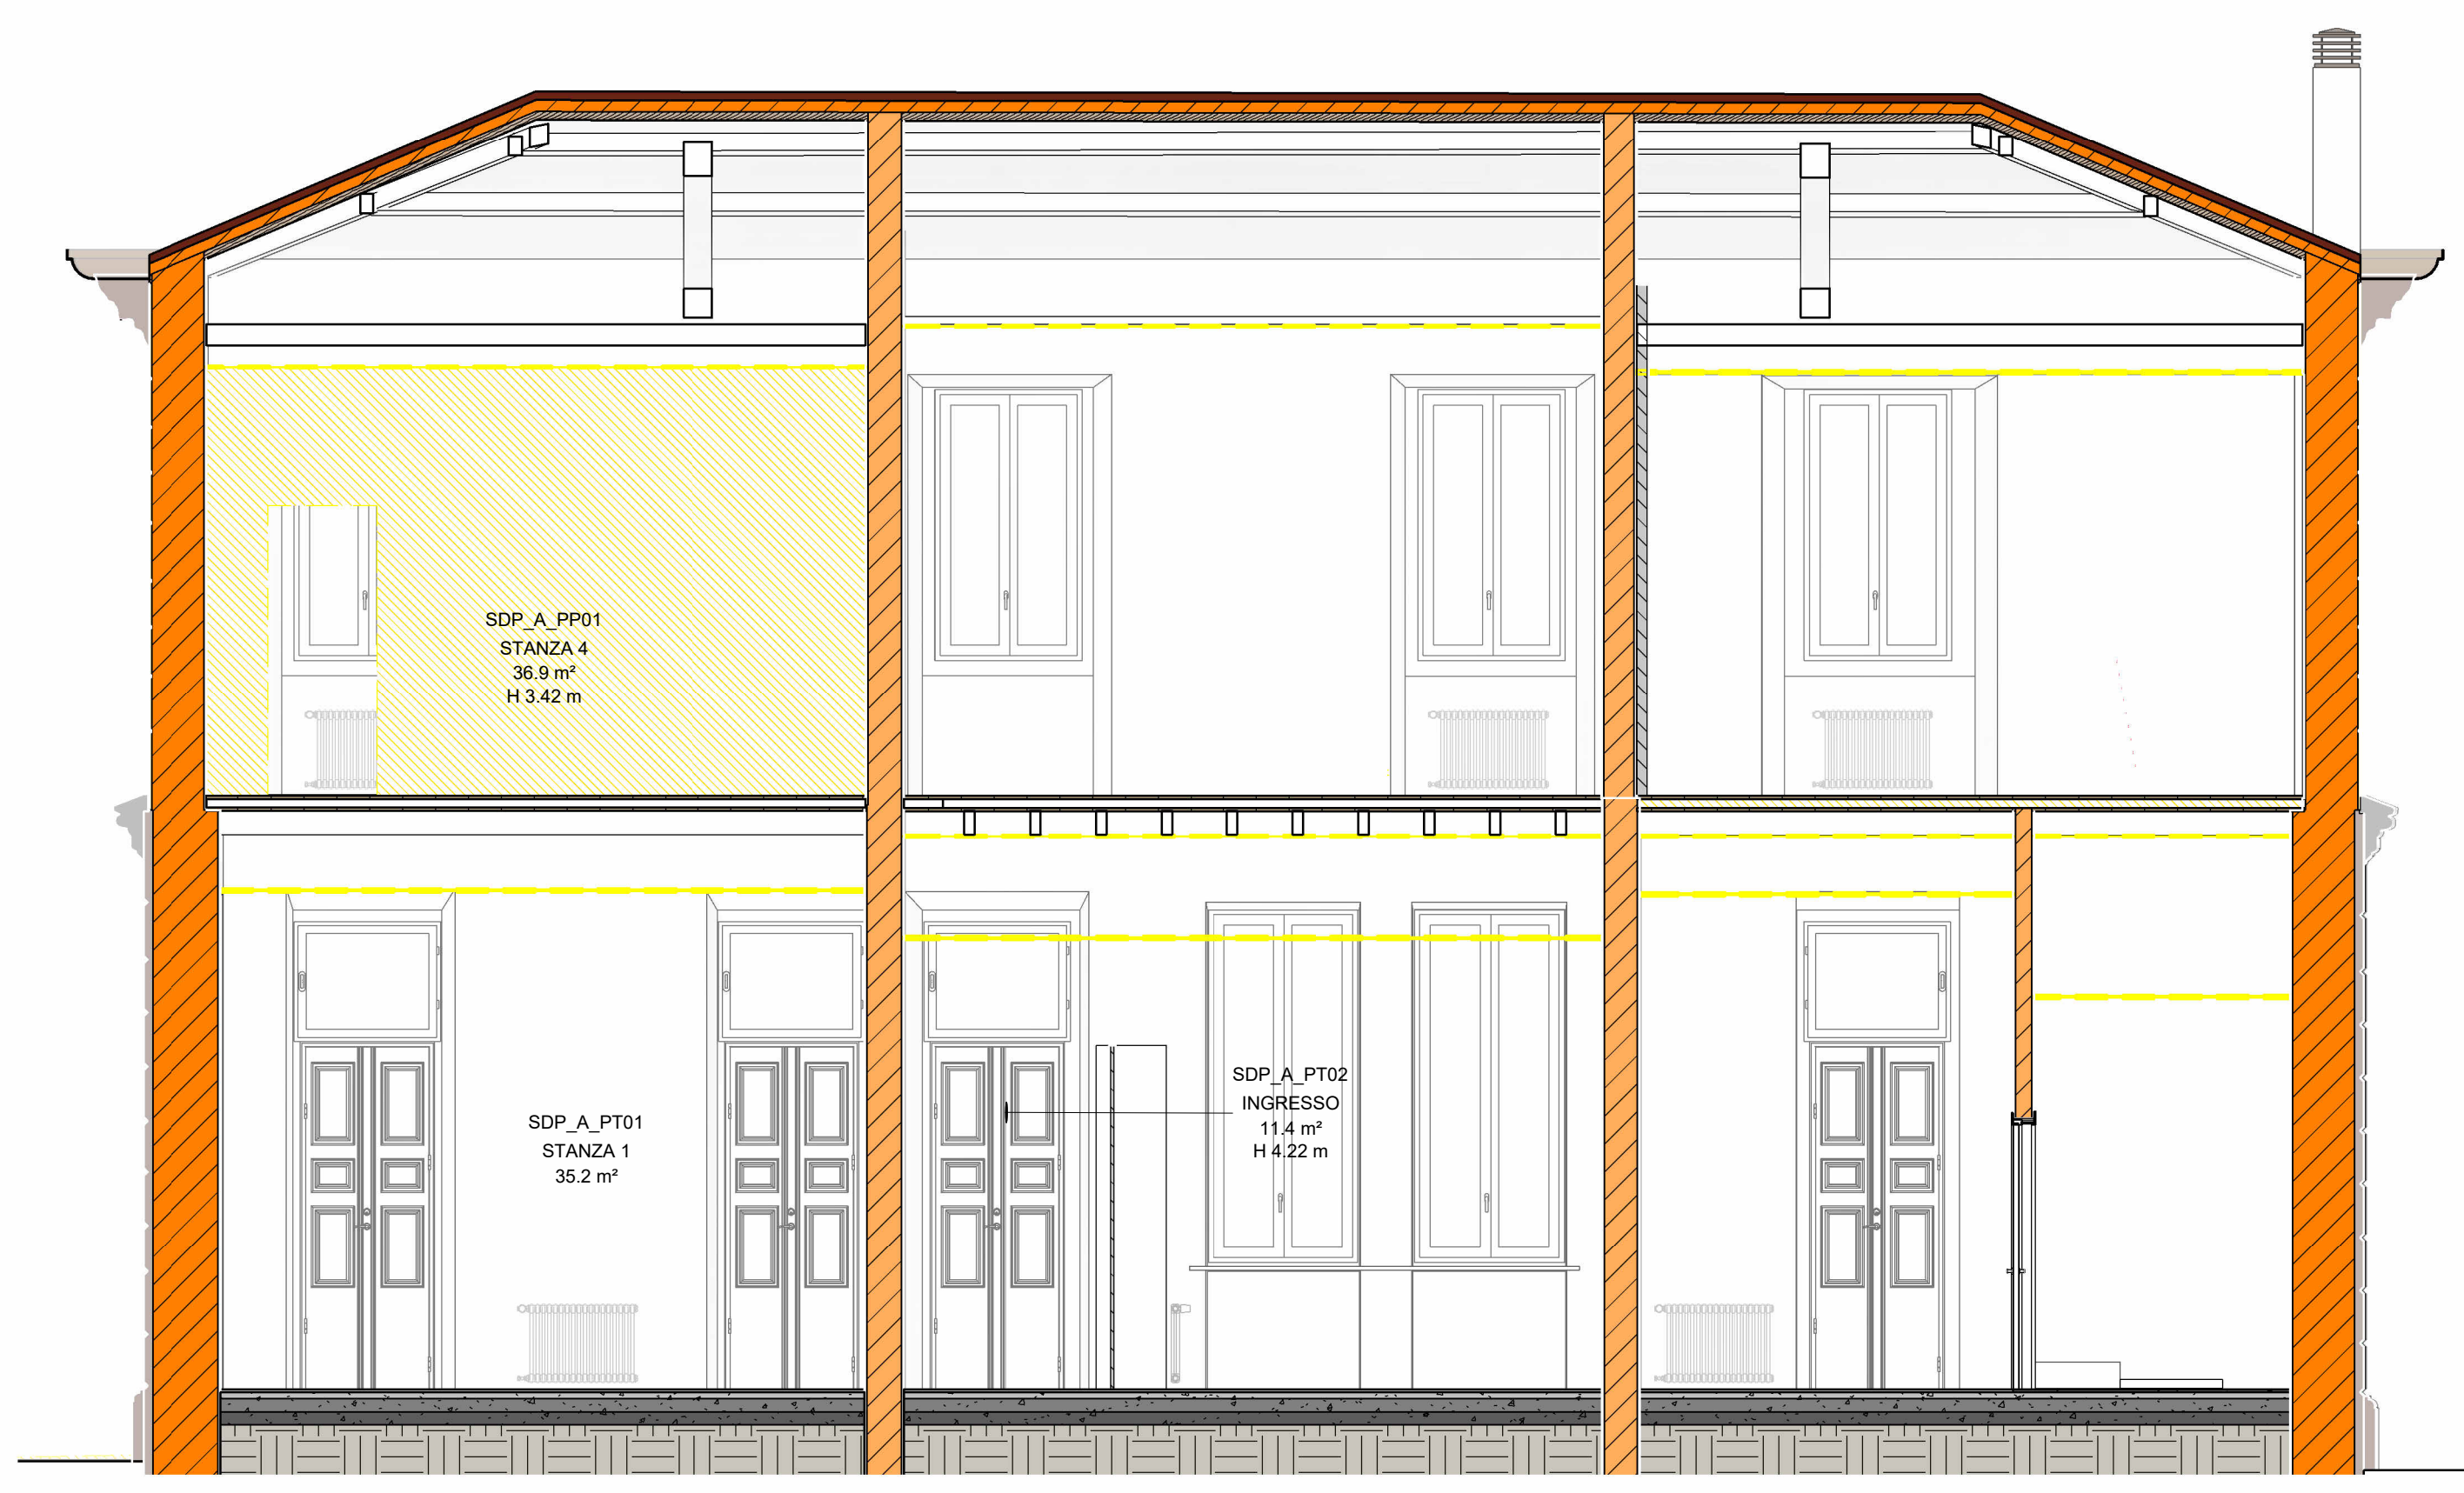 SDP_A_PP01
STANZA 4
36.9 m²
H 3.42 m
SDP_A_PT02
INGRESSO
11.4 m²
H 4.22 m
SDP_A_PT01
STANZA 1
35.2 m²